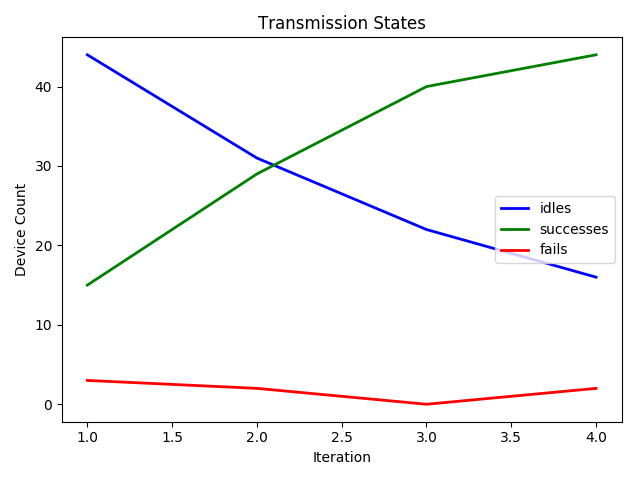 Transmission States
Device Count
40
30
20
10
0
idles
successes
fails
1.0 1.5 2.0 2.5 3.0 3.5 4.0
Iteration